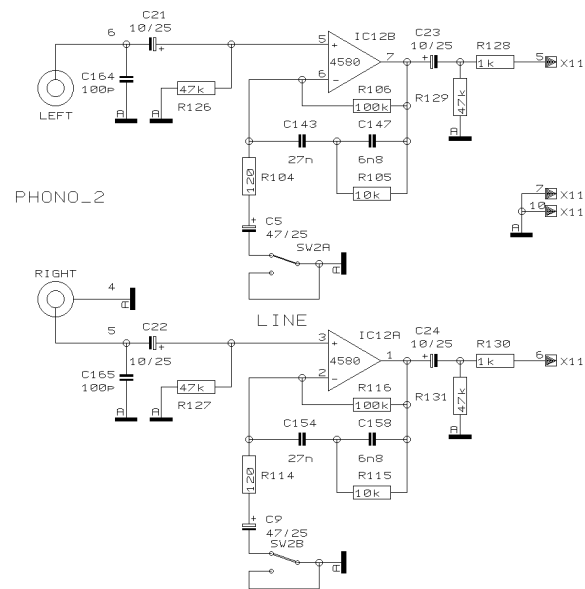 C21
10/25
6
C164
100p
LEFT
A
A
47k
R126
5
6
IC12B
4580
7
C23
10/25
R128
1k
5
X11
R106
100k
R129
47k
A
C143
27n
C147
6n8
R105
10k
120
R104
C5
47/25
SW2A
A
PHONO_2
7
X11
10
X11
A
RIGHT
4
A
LINE
5
C22
10/25
C165
100p
A
A
47k
R127
3
2
IC12A
4580
1
C24
10/25
R130
1k
6
X11
R116
100k
R131
47k
A
C154
27n
C158
6n8
R115
10k
120
R114
C9
47/25
SW2B
A